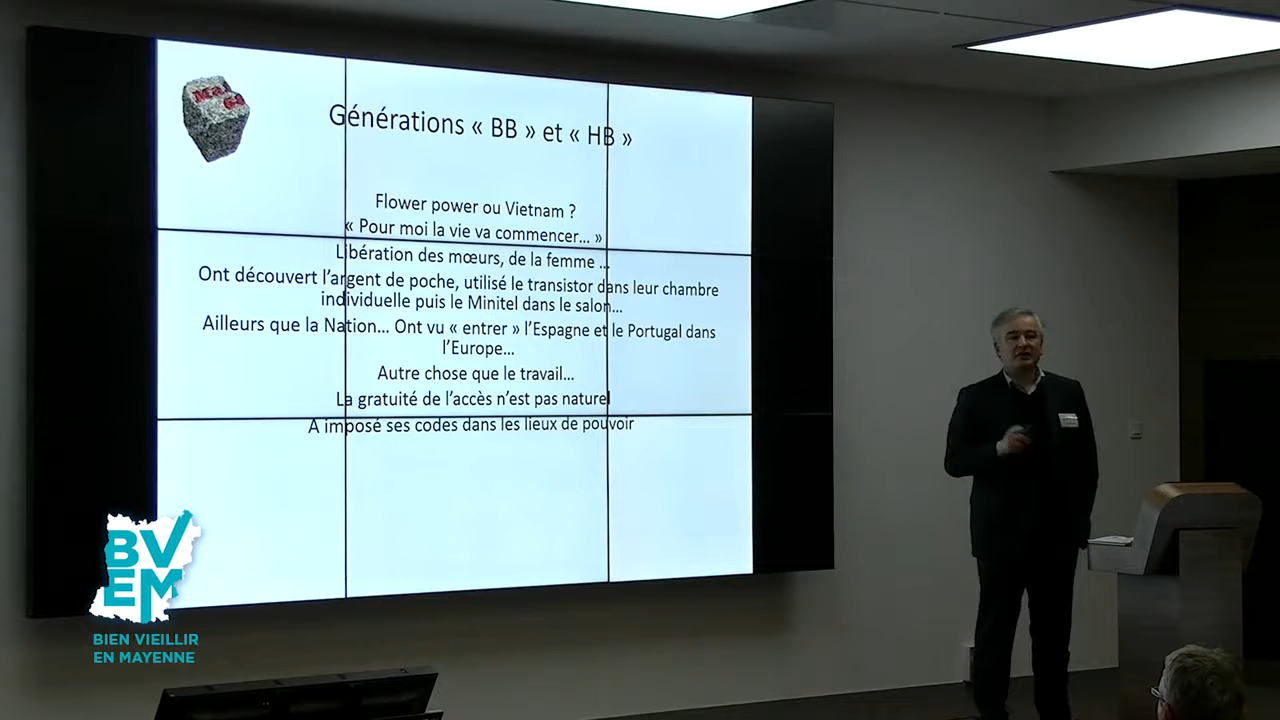 Générations « BB » et « HB »
Flower power ou Vietnam ?
« Pour moi la vie va commencer... »
Libération des mœurs, de la femme ...
Ont découvert l'argent de poche, utilisé le transistor dans leur chambre
individuelle puis le Minitel dans le salon...
Ailleurs que la Nation... Ont vu « entrer » l'Espagne et le Portugal dans
l'Europe...
Autre chose que le travail...
La gratuité de l'accès n'est pas naturel
A imposé ses codes dans les lieux de pouvoir
BV
EM
BIEN VIEILLIR
EN MAYENNE